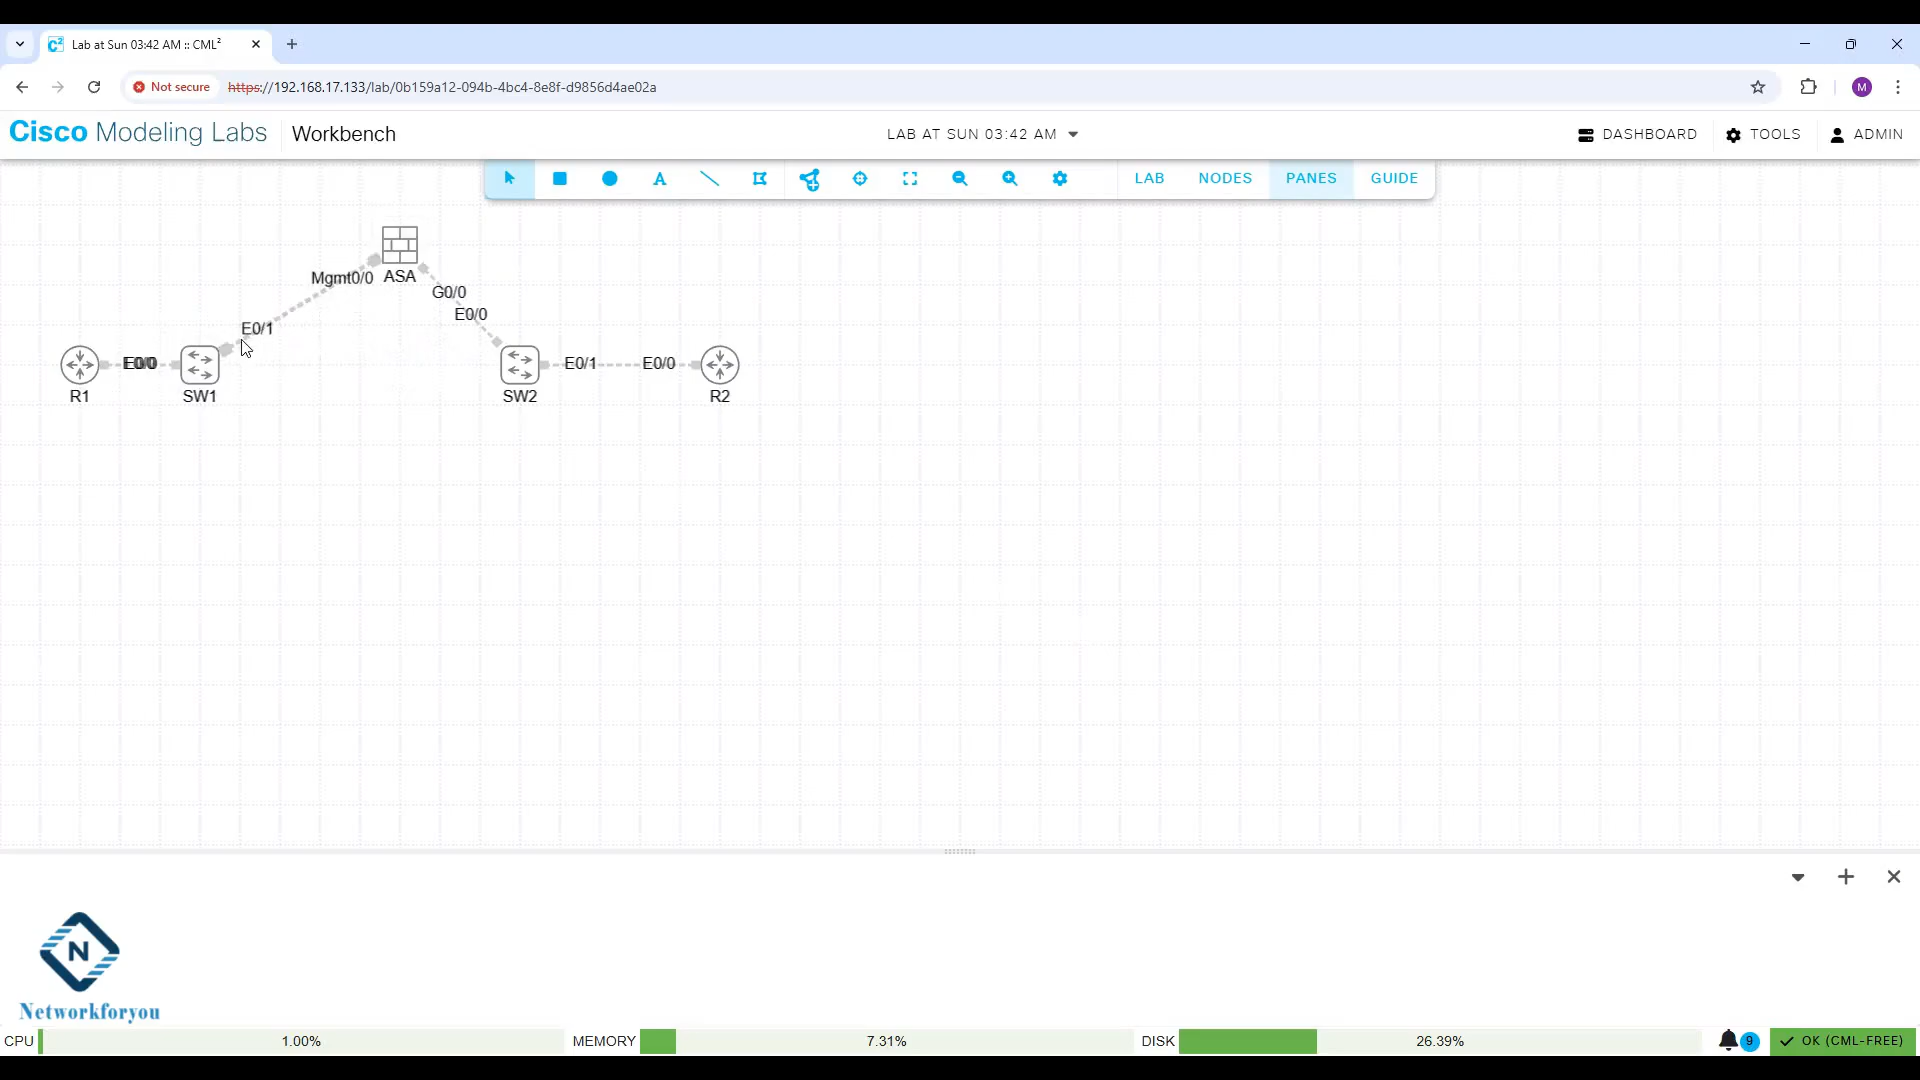 Lab at Sun 03:42 AM :: CML²
Not secure https://192.168.17.133/lab/0b159a12-094b-4bc4-8e8f-d9856d4ae02a
M
Cisco Modeling Labs Workbench LAB AT SUN 03:42 AM DASHBOARD TOOLS ADMIN
A LAB NODES PANES GUIDE
Mgmt0/0 ASA
G0/0
E0/0
E0/1
E0/1 E0/0
R1 SW1 SW2 R2
N
Networkforyou
CPU 1.00% MEMORY 7.31% DISK 26.39% 9 OK (CML-FREE)